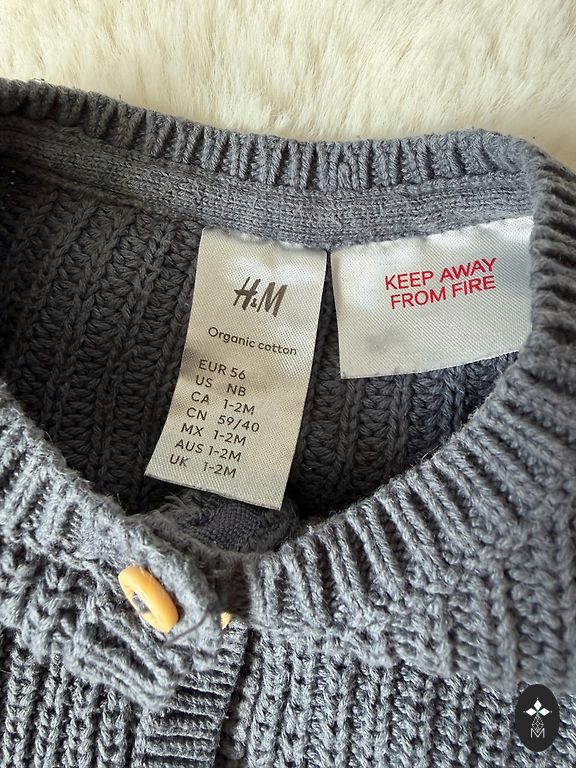 H&M
Organic cotton
EUR 56
US NB
CA 1-2M
CN 59/40
MX 1-2M
AUS 1-2M
UK 1-2M
KEEP AWAY
FROM FIRE
M